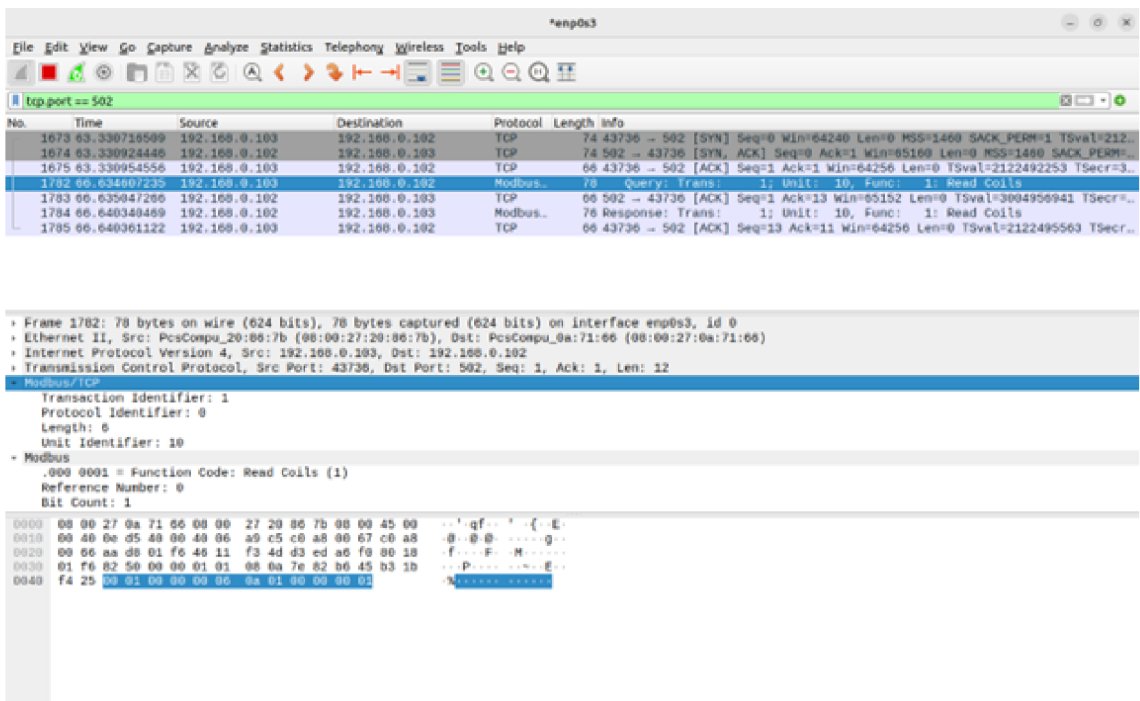 *enp0s3
File Edit View Go Capture Analyze Statistics Telephony Wireless Tools Help
tcp.port == 502
No. Time Source Destination Protocol Length Info
1673 63.330716509 192.168.0.103 192.168.0.102 TCP 74 43736 → 502 [SYN] Seq=0 Win=64240 Len=0 MSS=1460 SACK_PERM=1 TSval=212…
1674 63.330924446 192.168.0.102 192.168.0.103 TCP 74 502 → 43736 [SYN, ACK] Seq=0 Ack=1 Win=65160 Len=0 MSS=1460 SACK_PERM=…
1675 63.330954556 192.168.0.103 192.168.0.102 TCP 66 43736 → 502 [ACK] Seq=1 Ack=1 Win=64256 Len=0 TSval=2122492253 TSecr=3…
1782 66.634607235 192.168.0.103 192.168.0.102 Modbus… 78 Query: Trans: 1; Unit: 10, Func: 1: Read Coils
1783 66.635047266 192.168.0.102 192.168.0.103 TCP 66 502 → 43736 [ACK] Seq=1 Ack=13 Win=65152 Len=0 TSval=3004956941 TSecr=…
1784 66.640340469 192.168.0.102 192.168.0.103 Modbus… 76 Response: Trans: 1; Unit: 10, Func: 1: Read Coils
1785 66.640361122 192.168.0.103 192.168.0.102 TCP 66 43736 → 502 [ACK] Seq=13 Ack=11 Win=64256 Len=0 TSval=2122495563 TSecr…
Frame 1782: 78 bytes on wire (624 bits), 78 bytes captured (624 bits) on interface enp0s3, id 0
Ethernet II, Src: PcsCompu_20:86:7b (08:00:27:20:86:7b), Dst: PcsCompu_0a:71:66 (08:00:27:0a:71:66)
Internet Protocol Version 4, Src: 192.168.0.103, Dst: 192.168.0.102
Transmission Control Protocol, Src Port: 43736, Dst Port: 502, Seq: 1, Ack: 1, Len: 12
Modbus/TCP
Transaction Identifier: 1
Protocol Identifier: 0
Length: 6
Unit Identifier: 10
Modbus
.000 0001 = Function Code: Read Coils (1)
Reference Number: 0
Bit Count: 1
0000 08 00 27 0a 71 66 08 00 27 20 86 7b 08 00 45 00 ··'·qf·· ' ·{··E·
0010 00 40 0e d5 40 00 40 06 a9 c5 c0 a8 00 67 c0 a8 ·@··@·@· ·····g··
0020 00 66 aa d8 01 f6 46 11 f3 4d d3 ed a6 f0 80 18 ·f····F· ·M······
0030 01 f6 82 50 00 00 01 01 08 0a 7e 82 b6 45 b3 1b ···P···· ··~··E··
0040 f4 25 00 01 00 00 00 06 0a 01 00 00 00 01 ·%······ ······